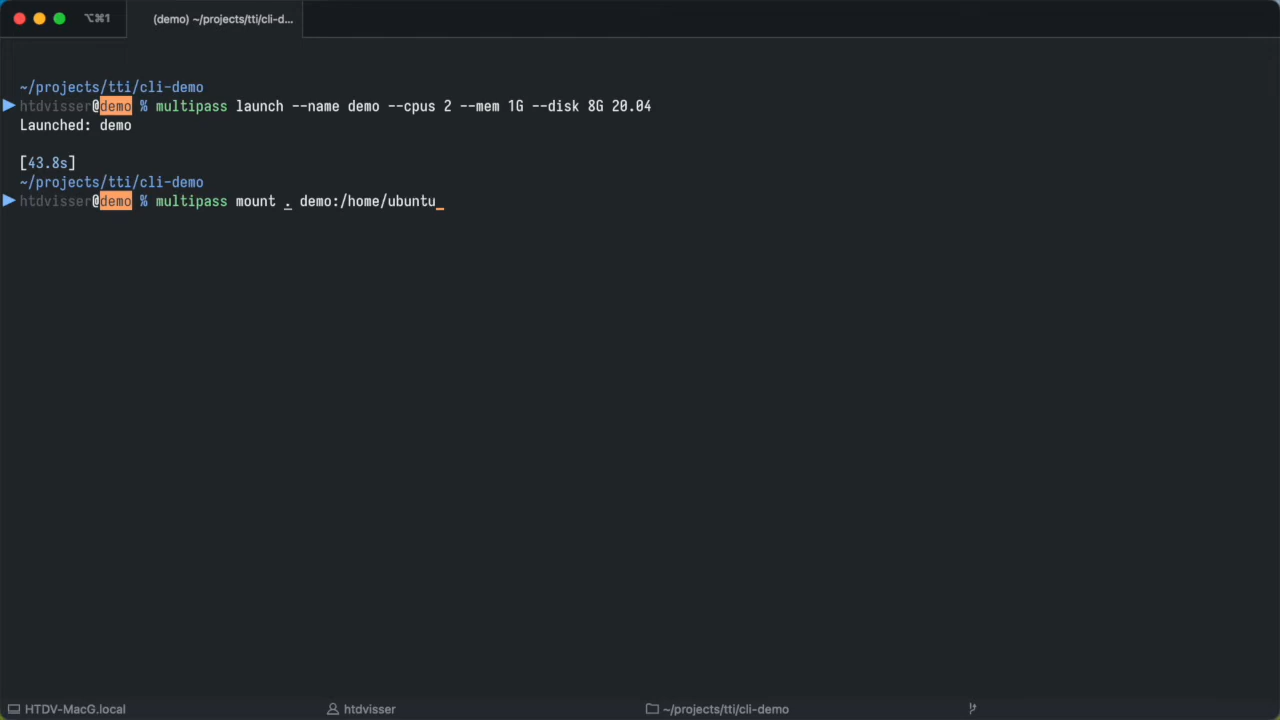 ⌥⌘1
(demo) ~/projects/tti/cli-d...
~/projects/tti/cli-demo
htdvisser@demo % multipass launch --name demo --cpus 2 --mem 1G --disk 8G 20.04
Launched: demo
[43.8s]
~/projects/tti/cli-demo
htdvisser@demo % multipass mount . demo:/home/ubuntu_
HTDV-MacG.local
htdvisser
~/projects/tti/cli-demo